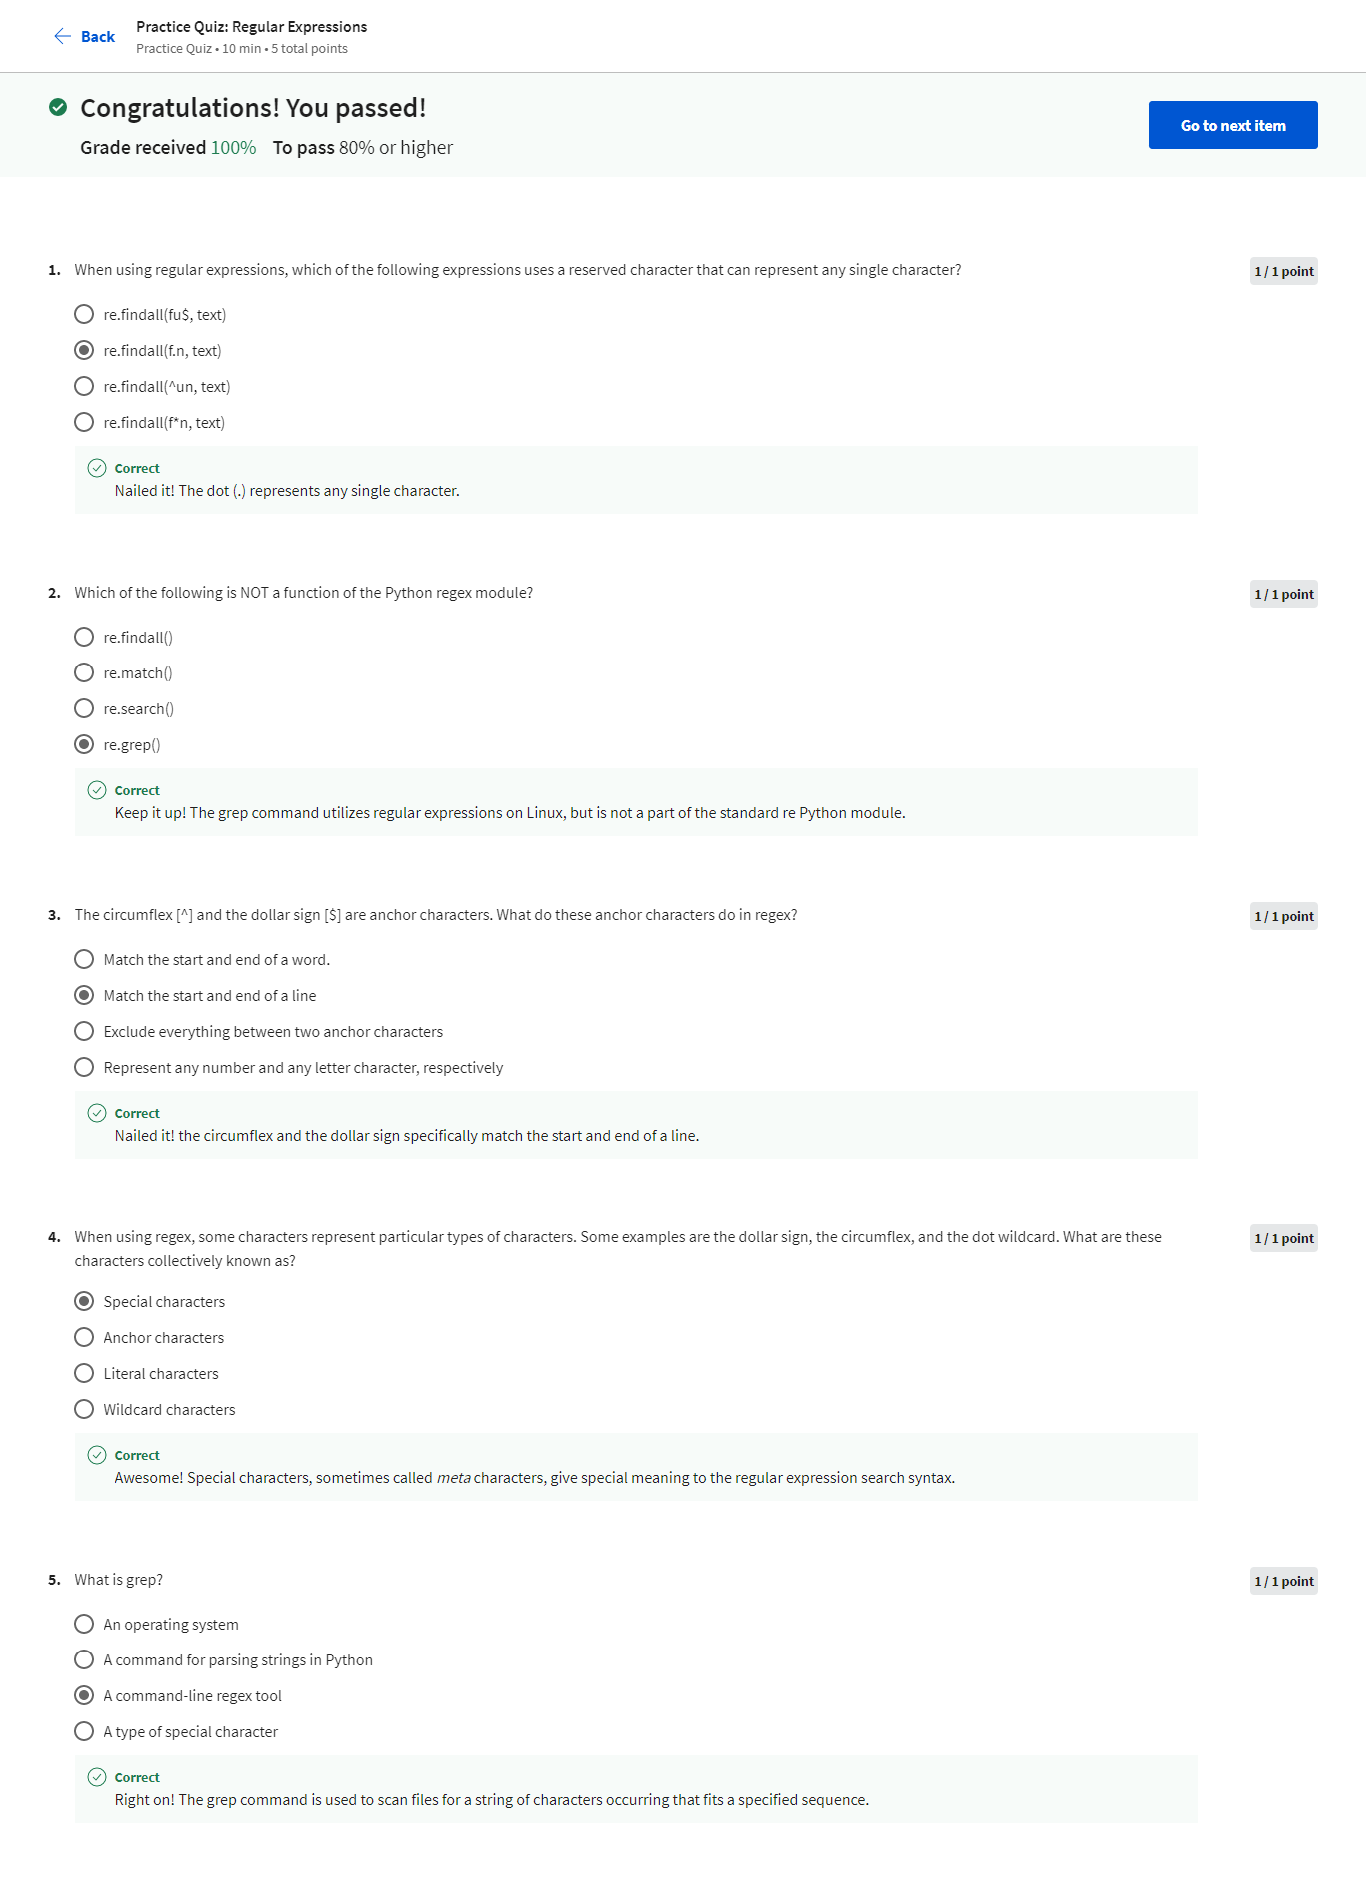 Back
Practice Quiz: Regular Expressions
Practice Quiz • 10 min • 5 total points
Congratulations! You passed!
Grade received 100% To pass 80% or higher
Go to next item
1. When using regular expressions, which of the following expressions uses a reserved character that can represent any single character?
1 / 1 point
re.findall(fu$, text)
re.findall(f.n, text)
re.findall(^un, text)
re.findall(f*n, text)
Correct
Nailed it! The dot (.) represents any single character.
2. Which of the following is NOT a function of the Python regex module?
1 / 1 point
re.findall()
re.match()
re.search()
re.grep()
Correct
Keep it up! The grep command utilizes regular expressions on Linux, but is not a part of the standard re Python module.
3. The circumflex [^] and the dollar sign [$] are anchor characters. What do these anchor characters do in regex?
1 / 1 point
Match the start and end of a word.
Match the start and end of a line
Exclude everything between two anchor characters
Represent any number and any letter character, respectively
Correct
Nailed it! the circumflex and the dollar sign specifically match the start and end of a line.
4. When using regex, some characters represent particular types of characters. Some examples are the dollar sign, the circumflex, and the dot wildcard. What are these
characters collectively known as?
1 / 1 point
Special characters
Anchor characters
Literal characters
Wildcard characters
Correct
Awesome! Special characters, sometimes called meta characters, give special meaning to the regular expression search syntax.
5. What is grep?
1 / 1 point
An operating system
A command for parsing strings in Python
A command-line regex tool
A type of special character
Correct
Right on! The grep command is used to scan files for a string of characters occurring that fits a specified sequence.